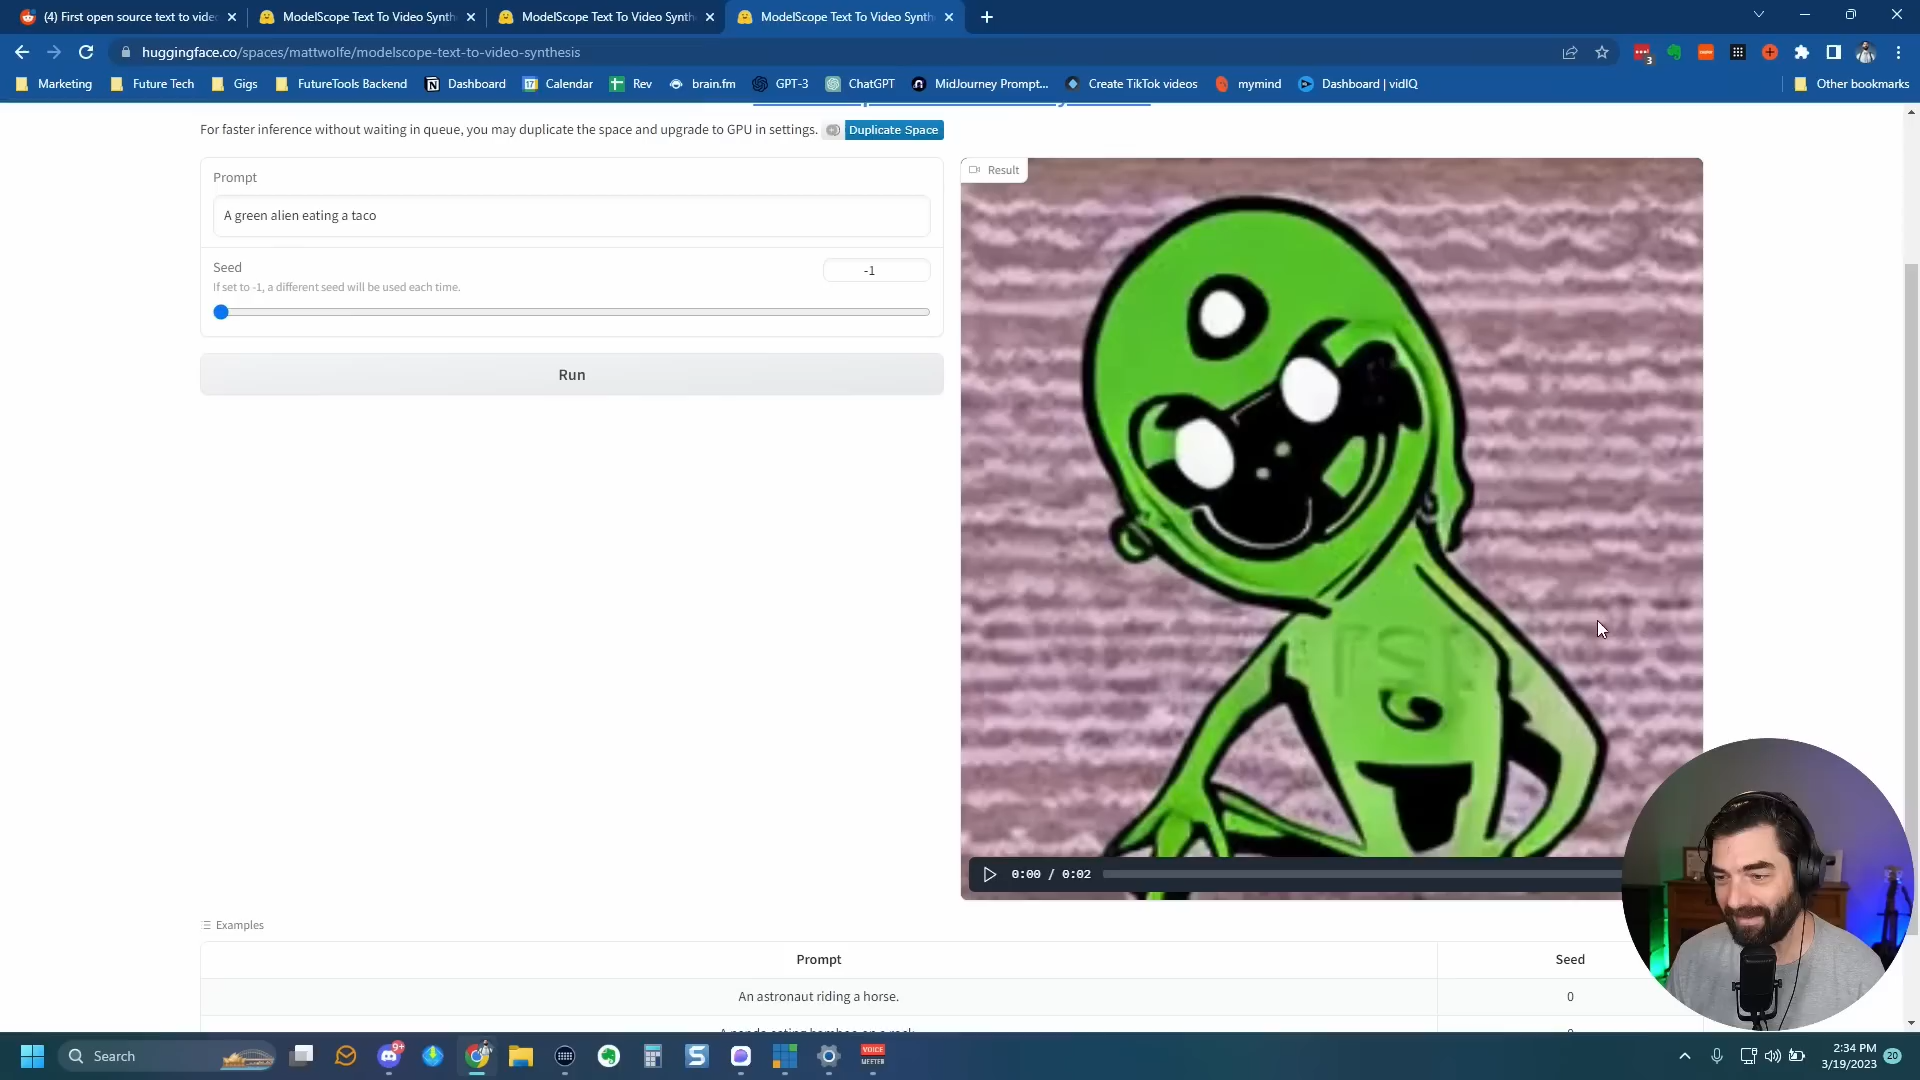 (4) First open source text to vide
ModelScope Text To Video Synth
ModelScope Text To Video Synth
ModelScope Text To Video Synth
huggingface.co/spaces/mattwolfe/modelscope-text-to-video-synthesis
3
Marketing
Future Tech
Gigs
FutureTools Backend
Dashboard
17
Calendar
Rev
brain.fm
GPT-3
ChatGPT
MidJourney Prompt...
Create TikTok videos
mymind
Dashboard | vidIQ
Other bookmarks
For faster inference without waiting in queue, you may duplicate the space and upgrade to GPU in settings.
Duplicate Space
Prompt
A green alien eating a taco
Seed
-1
If set to -1, a different seed will be used each time.
Run
Result
0:00 / 0:02
Examples
Prompt
Seed
An astronaut riding a horse.
0
Search
9+
VOICE
MEETER
2:34 PM
3/19/2023
20